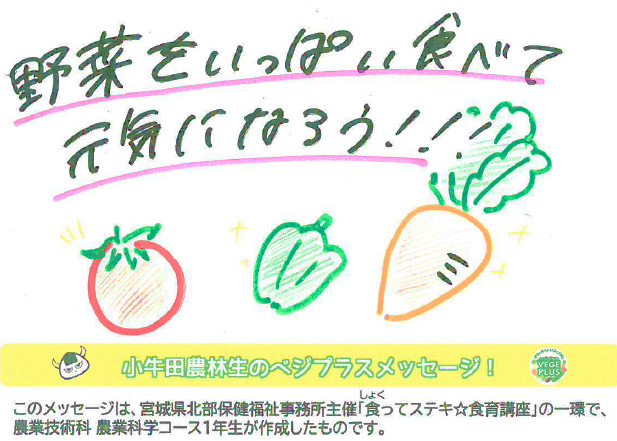 野菜をいっぱい食べて
元気になろう!!!
小牛田農林生のベジプラスメッセージ!
VEGE
PLUS
しょく
このメッセージは、宮城県北部保健福祉事務所主催「食ってステキ☆食育講座」の一環で、
農業技術科 農業科学コース1年生が作成したものです。